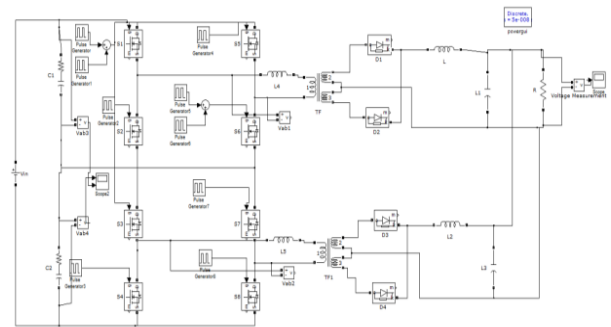 Discrete,
s = 5e-008
powergui
Pulse
Generator
Pulse
Generator1
S1
Pulse
Generator4
S5
C1
D1
L
L4
TF
L1
R
Voltage Measurement
Scope
Pulse
Generator2
Pulse
Generator5
Pulse
Generator6
S2
S6
Vab3
Vab1
D2
Scope2
Vin
Pulse
Generator7
S3
S7
D3
Vab4
L5
TF1
L2
L3
C2
Pulse
Generator3
Pulse
Generator8
S4
S8
Vab2
D4